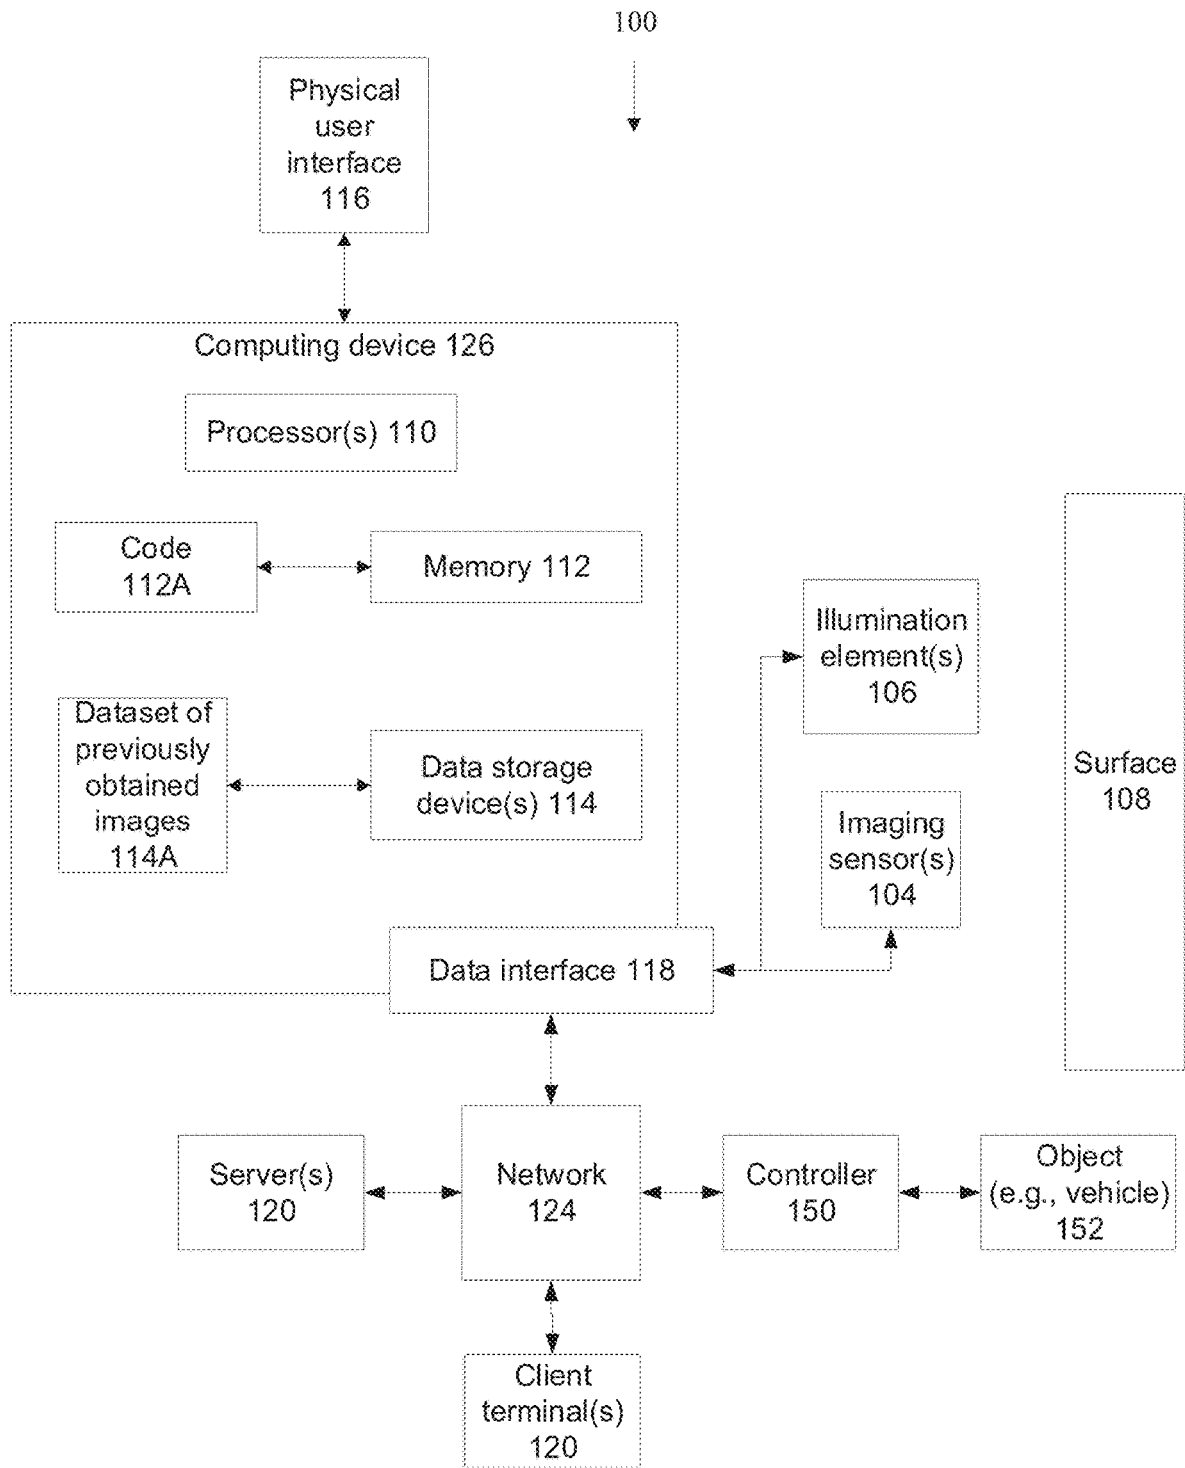 100
Physical
user
interface
116
Computing device 126
Processor(s) 110
Code
112A
Memory 112
Illumination
element(s)
106
Dataset of
previously
obtained
images
114A
Data storage
device(s) 114
Surface
108
Imaging
sensor(s)
104
Data interface 118
Server(s)
120
Network
124
Controller
150
Object
(e.g., vehicle)
152
Client
terminal(s)
120